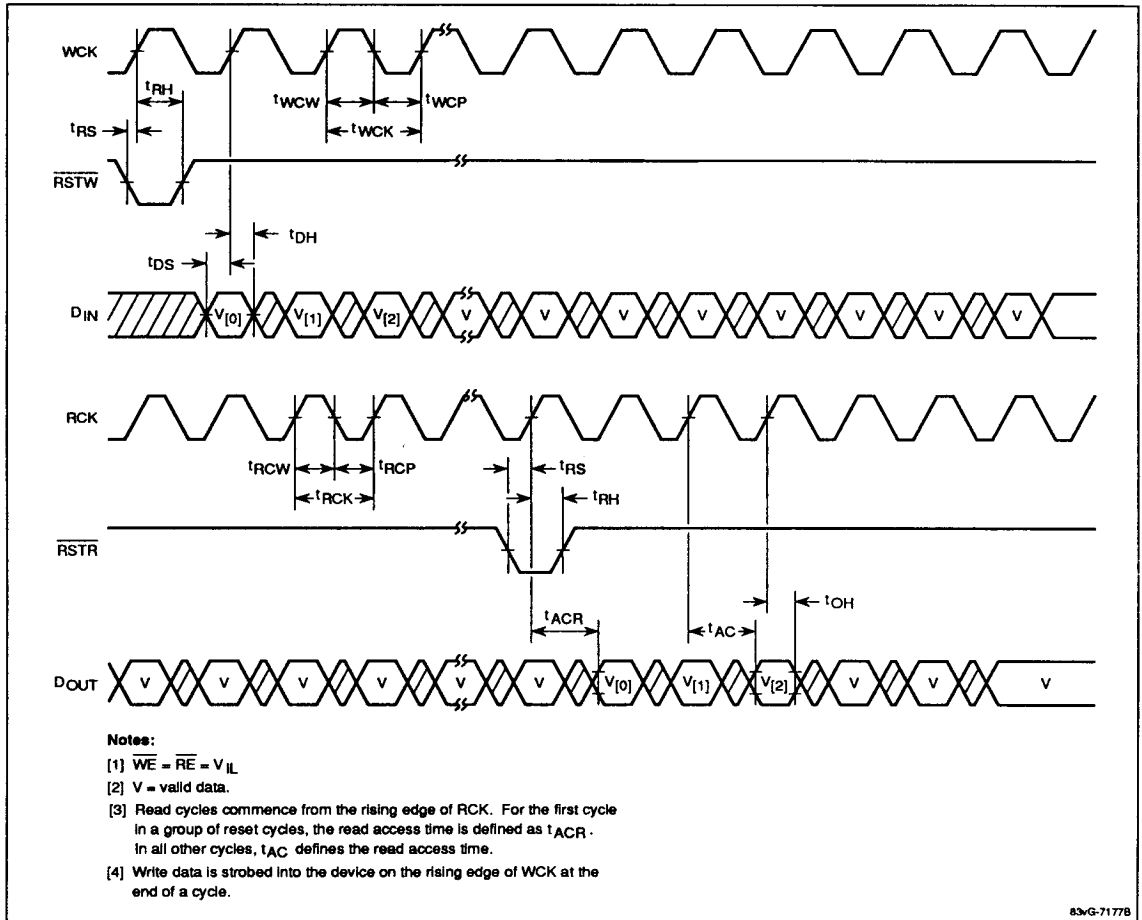 WCK
tRH
tWCW
tWCP
tRS
tWCK
RSTW
tDH
tDS
DIN
V[0]
V[1]
V[2]
V
V
V
V
V
V
V
RCK
tRCW
tRCP
tRS
tRCK
tRH
RSTR
tACR
tAC
tOH
DOUT
V
V
V
V
V
V
V[0]
V[1]
V[2]
V
V
V
Notes:
[1] WE = RE = VIL
[2] V = valid data.
[3] Read cycles commence from the rising edge of RCK. For the first cycle
in a group of reset cycles, the read access time is defined as tACR.
In all other cycles, tAC defines the read access time.
[4] Write data is strobed into the device on the rising edge of WCK at the
end of a cycle.
83vG-7177B